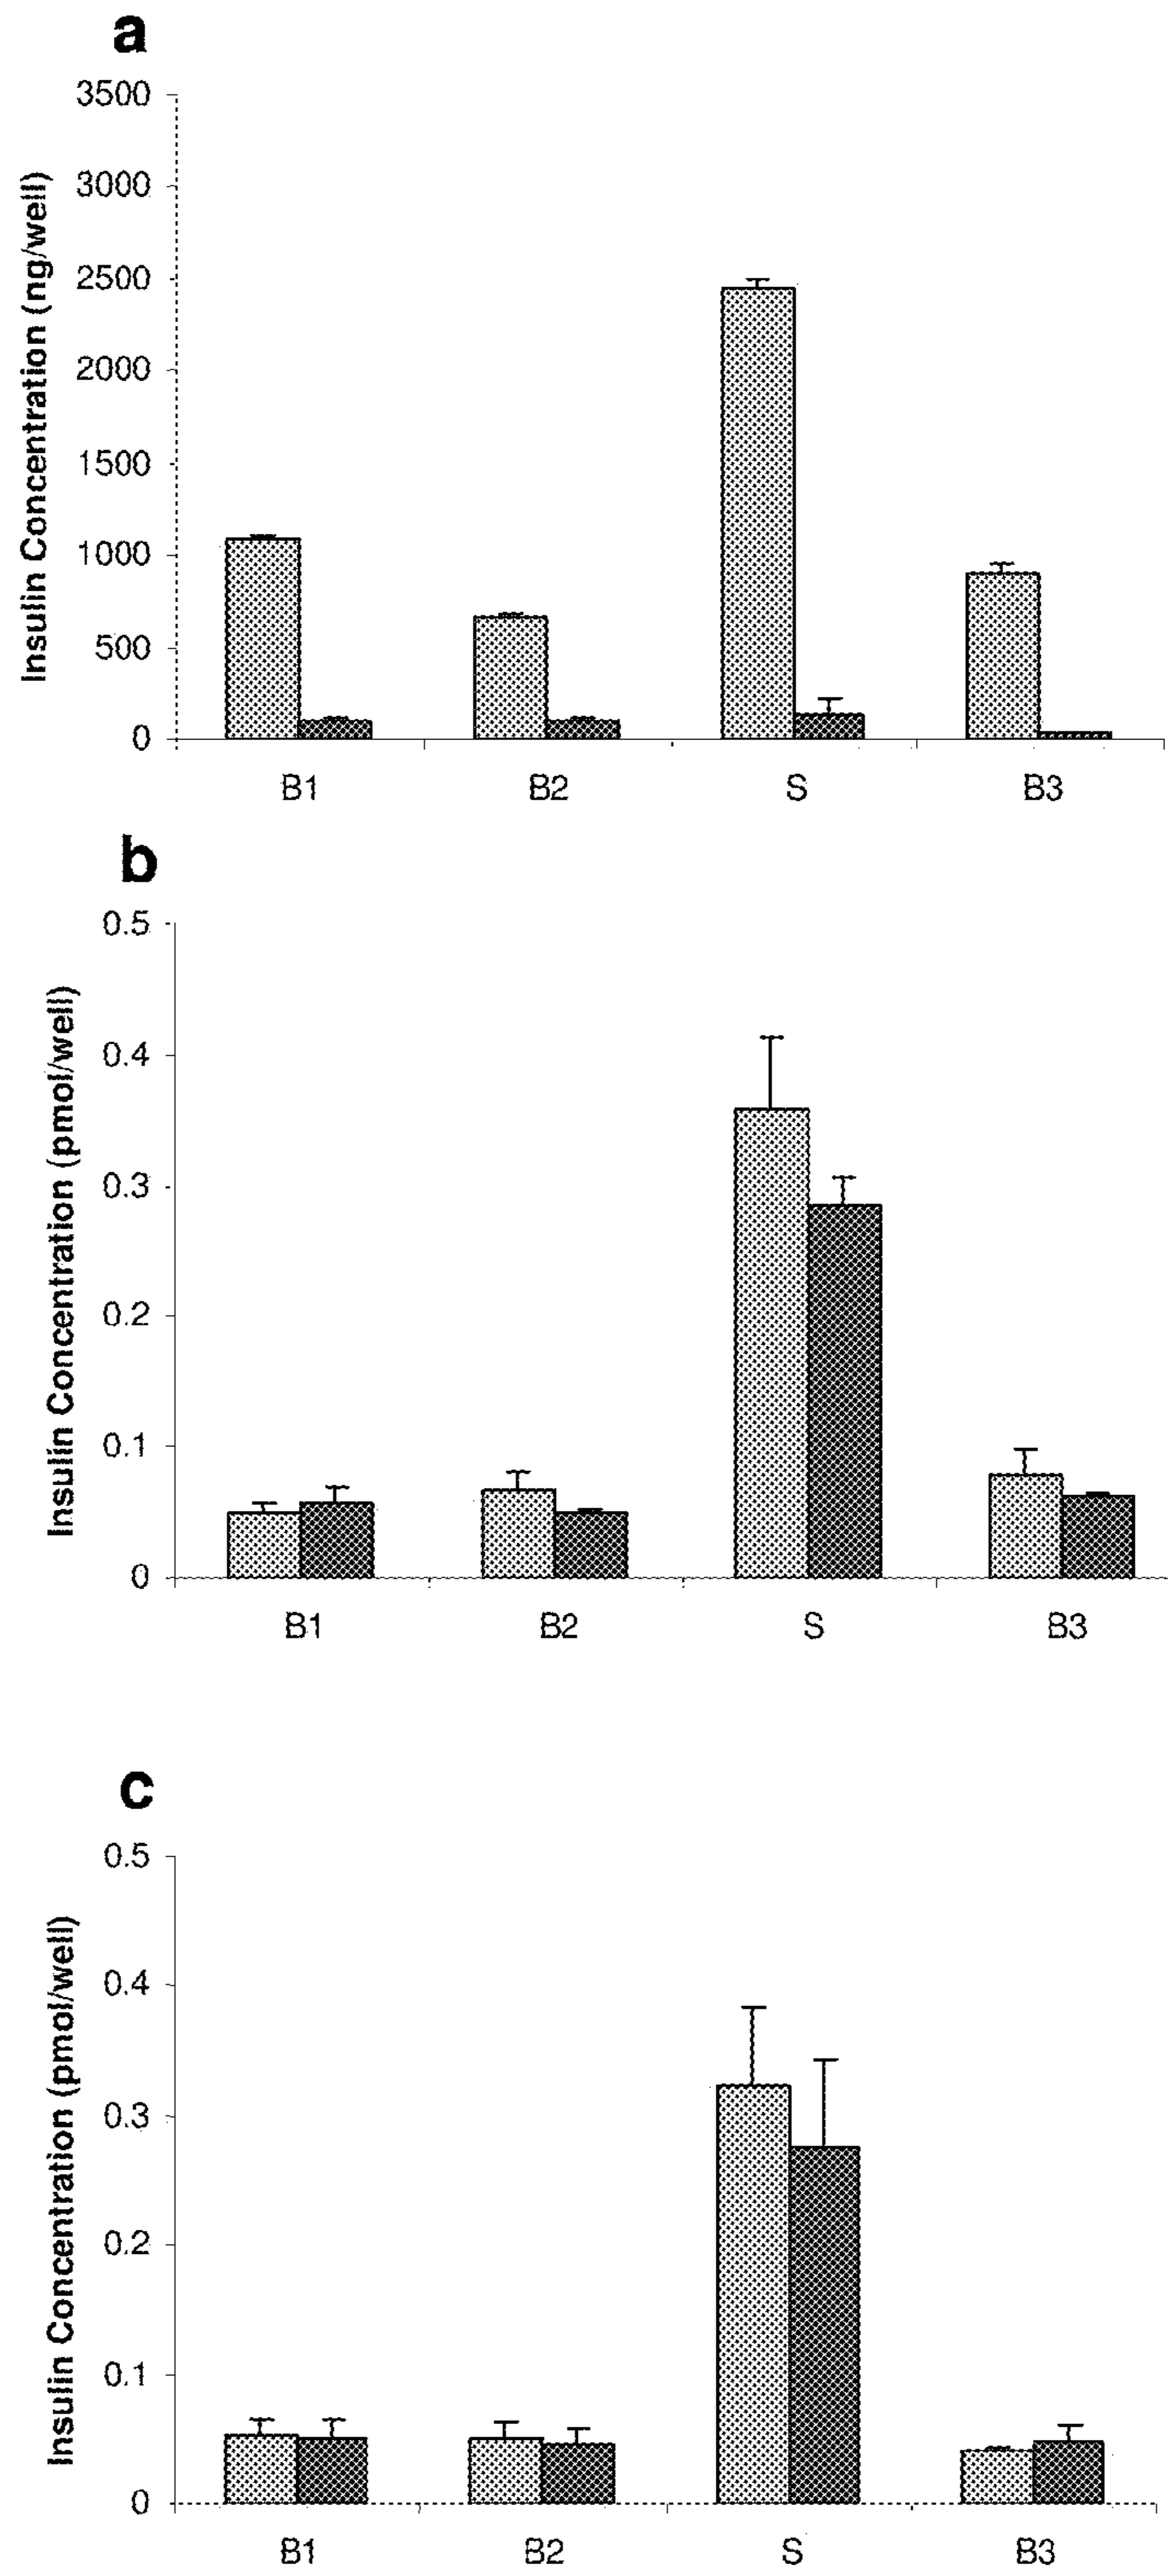 a
Insulin Concentration (ng/well)
3500
3000
2500
2000
1500
1000
500
0
B1 B2 S B3
b
Insulin Concentration (pmol/well)
0.5
0.4
0.3
0.2
0.1
0
B1 B2 S B3
c
Insulin Concentration (pmol/well)
0.5
0.4
0.3
0.2
0.1
0
B1 B2 S B3